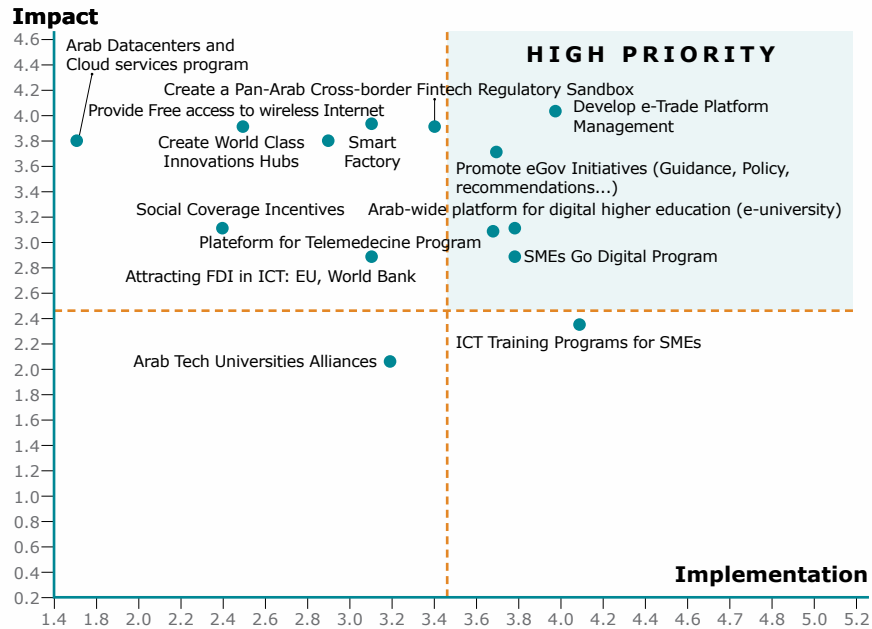 Impact
4.6
4.4
4.2
4.0
3.8
3.6
3.4
3.2
3.0
2.8
2.6
2.4
2.2
2.0
1.8
1.6
1.4
1.2
1.0
0.8
0.6
0.4
0.2
Arab Datacenters and
Cloud services program
HIGH PRIORITY
Create a Pan-Arab Cross-border Fintech Regulatory Sandbox
Provide Free access to wireless Internet
Develop e-Trade Platform
Management
Create World Class
Innovations Hubs
Smart
Factory
Promote eGov Initiatives (Guidance, Policy,
recommendations...)
Social Coverage Incentives
Arab-wide platform for digital higher education (e-university)
Plateform for Telemedecine Program
SMEs Go Digital Program
Attracting FDI in ICT: EU, World Bank
ICT Training Programs for SMEs
Arab Tech Universities Alliances
Implementation
1.4 1.8 2.0 2.2 2.4 2.6 2.8 3.0 3.2 3.4 3.6 3.8 4.0 4.2 4.4 4.6 4.8 5.0 5.2